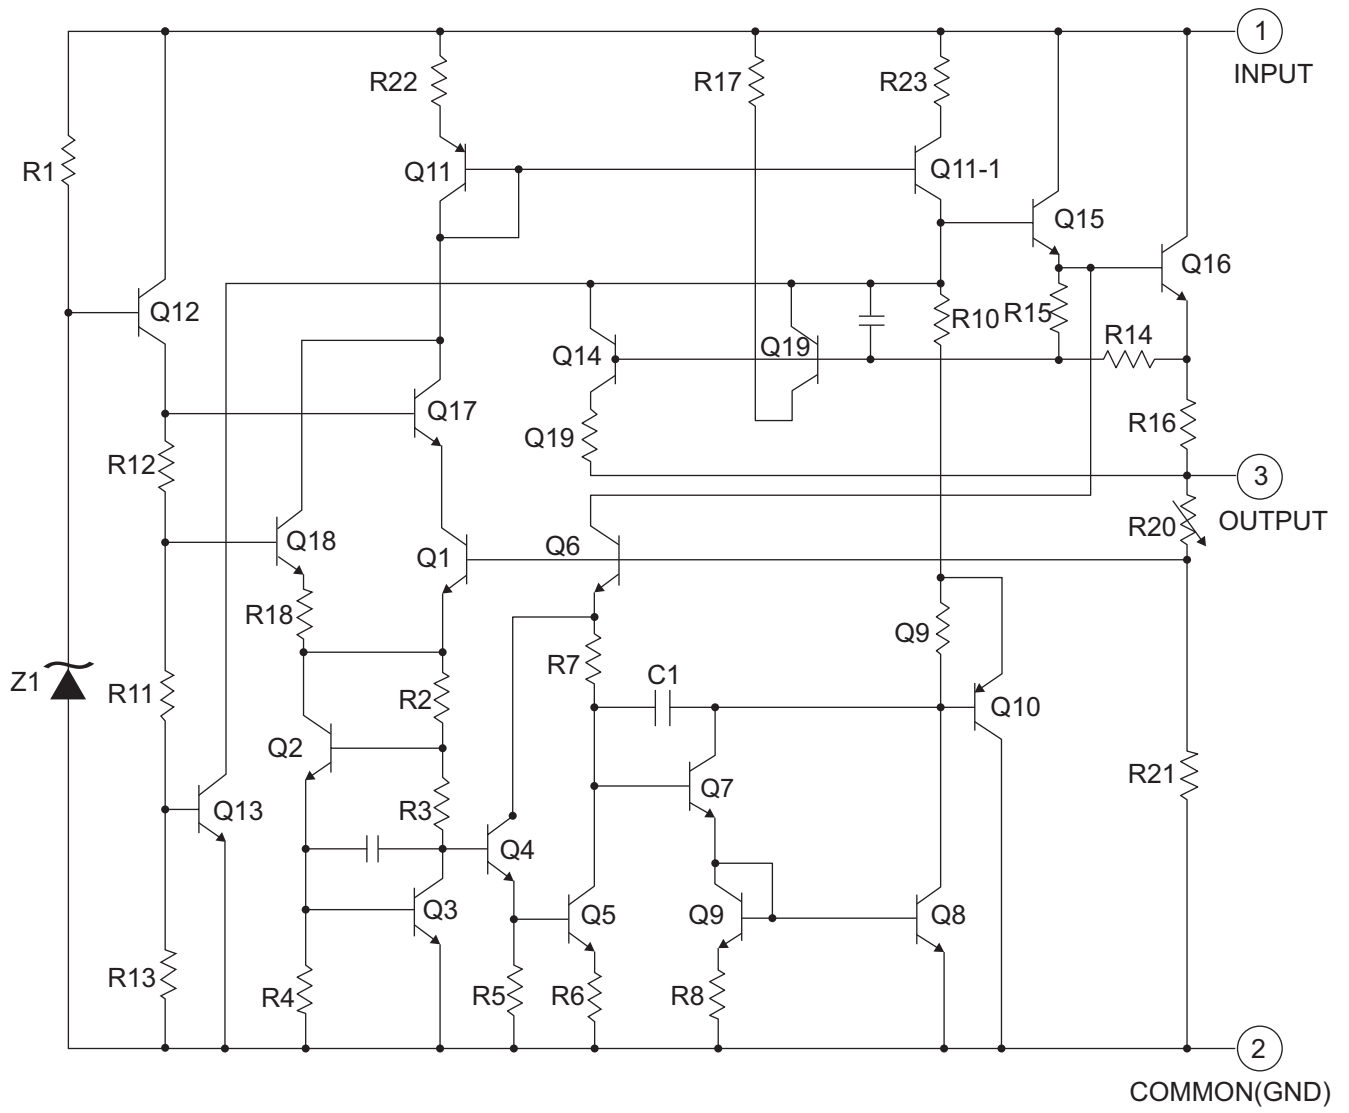 1
INPUT
R22
R17
R23
R1
Q11
Q11-1
Q15
Q16
Q12
R10
R15
R14
Q14
Q19
Q17
R16
Q19
R12
3
OUTPUT
R20
Q18
Q1
Q6
R18
Q9
R7
C1
Z1
R11
R2
Q10
Q2
R21
Q7
R3
Q13
Q4
Q3
Q5
Q9
Q8
R13
R4
R5
R6
R8
2
COMMON(GND)